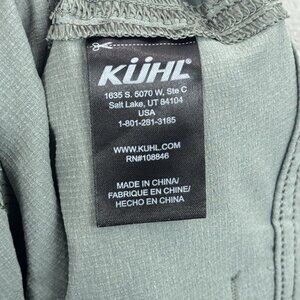 KÜHL
1635 S. 5070 W, Ste C
Salt Lake, UT 84104
USA
1-801-281-3185
WWW.KUHL.COM
RN#108846
MADE IN CHINA/
FABRIQUE EN CHINE/
HECHO EN CHINA